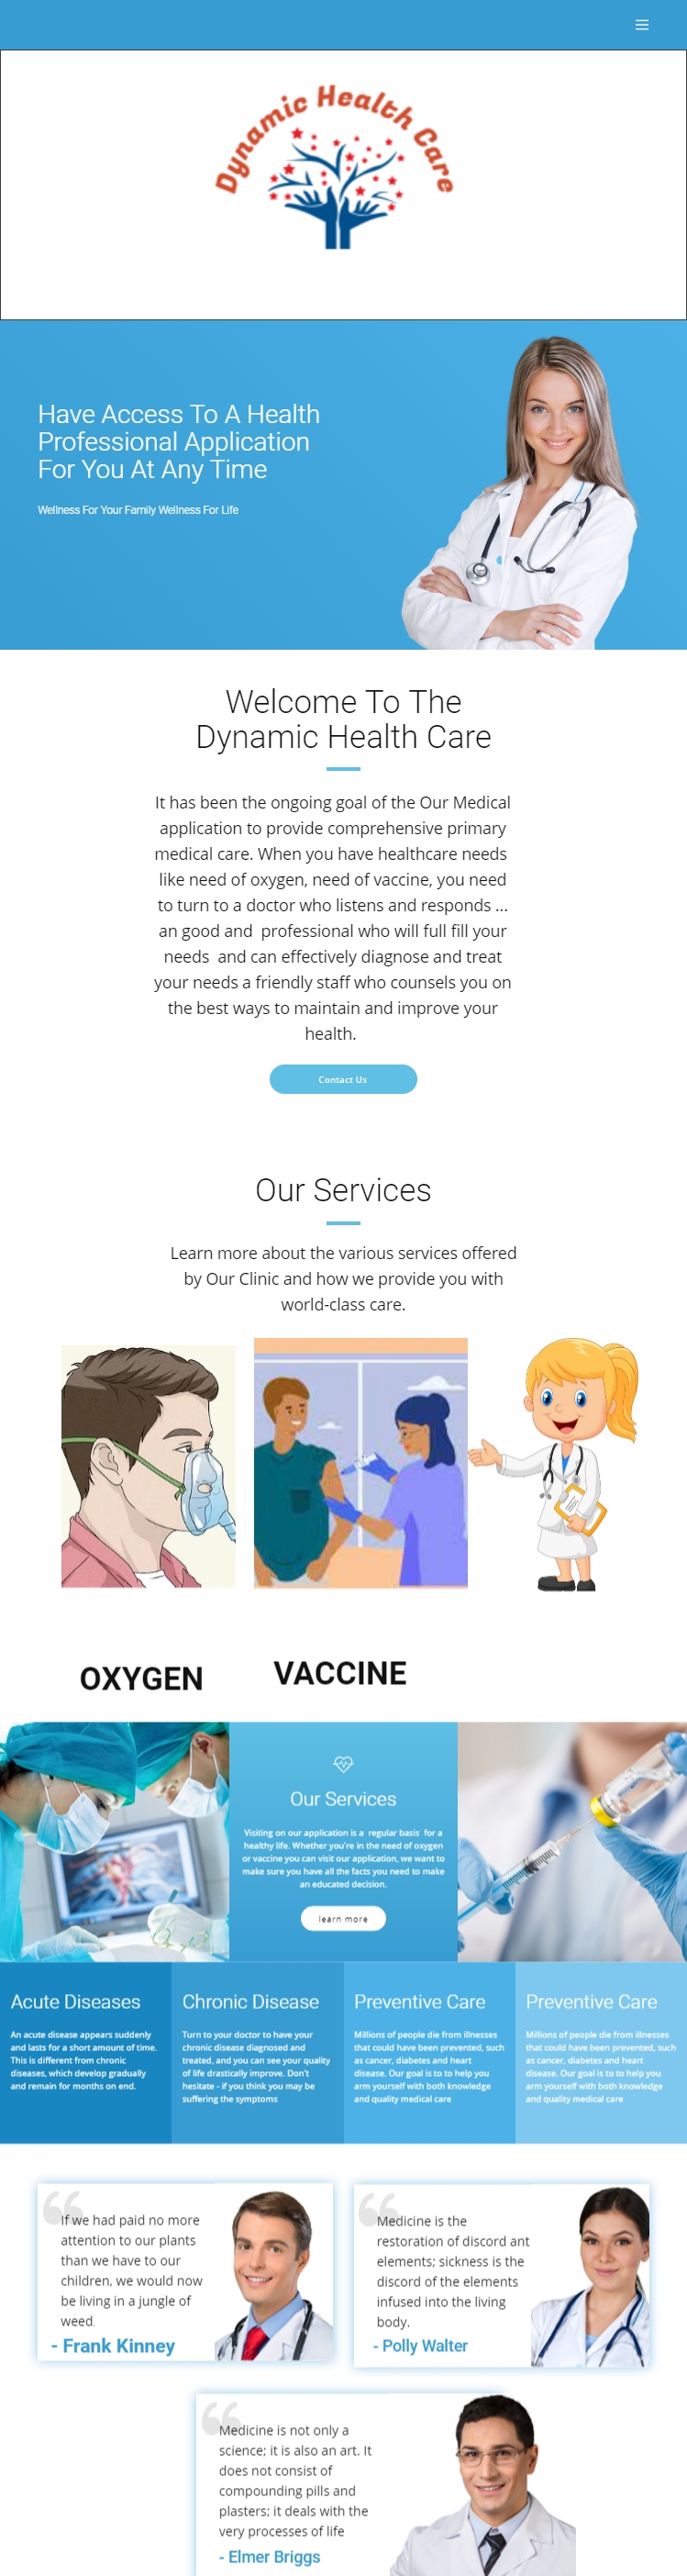 Dynamic Health Care
Have Access To A Health
Professional Application
For You At Any Time
Wellness For Your Family Wellness For Life
Welcome To The
Dynamic Health Care
It has been the ongoing goal of the Our Medical
application to provide comprehensive primary
medical care. When you have healthcare needs
like need of oxygen, need of vaccine, you need
to turn to a doctor who listens and responds ...
an good and professional who will full fill your
needs and can effectively diagnose and treat
your needs a friendly staff who counsels you on
the best ways to maintain and improve your
health.
Contact Us
Our Services
Learn more about the various services offered
by Our Clinic and how we provide you with
world-class care.
OXYGEN
VACCINE
Our Services
Visiting on our application is a regular basis for a
healthy life. Whether you're in the need of oxygen
or vaccine you can visit our application, we want to
make sure you have all the facts you need to make
an educated decision.
learn more
Acute Diseases
An acute disease appears suddenly
and lasts for a short amount of time.
This is different from chronic
diseases, which develop gradually
and remain for months on end.
Chronic Disease
Turn to your doctor to have your
chronic disease diagnosed and
treated, and you can see your quality
of life drastically improve. Don't
hesitate - if you think you may be
suffering the symptoms
Preventive Care
Millions of people die from illnesses
that could have been prevented, such
as cancer, diabetes and heart
disease. Our goal is to to help you
arm yourself with both knowledge
and quality medical care
Preventive Care
Millions of people die from illnesses
that could have been prevented, such
as cancer, diabetes and heart
disease. Our goal is to to help you
arm yourself with both knowledge
and quality medical care
If we had paid no more
attention to our plants
than we have to our
children, we would now
be living in a jungle of
weed.
- Frank Kinney
Medicine is the
restoration of discord ant
elements; sickness is the
discord of the elements
infused into the living
body.
- Polly Walter
Medicine is not only a
science; it is also an art. It
does not consist of
compounding pills and
plasters; it deals with the
very processes of life
- Elmer Briggs